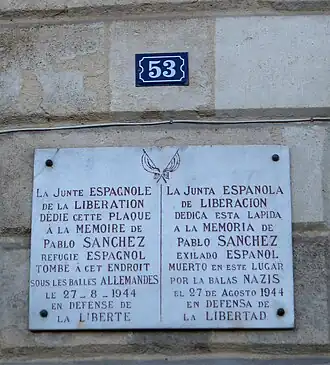 53
LA JUNTE ESPAGNOLE
DE LA LIBERATION
DÉDIE CETTE PLAQUE
À LA MÉMOIRE DE
PABLO SANCHEZ
REFUGIE ESPAGNOL
TOMBÉ À CET ENDROIT
SOUS LES BALLES ALLEMANDES
LE 27-8-1944
EN DEFENSE DE
LA LIBERTE
LA JUNTA ESPAÑOLA
DE LIBERACION
DEDICA ESTA LAPIDA
A LA MEMORIA DE
PABLO SANCHEZ
EXILADO ESPAÑOL
MUERTO EN ESTE LUGAR
POR LA BALAS NAZIS
EL 27 DE AGOSTO 1944
EN DEFENSA DE
LA LIBERTAD